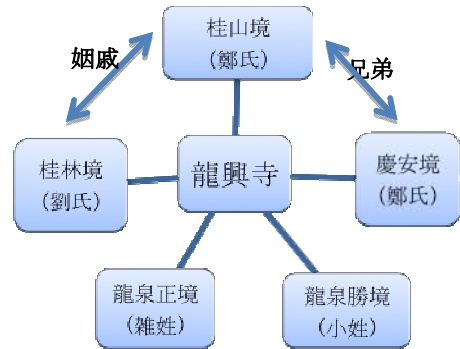 桂山境
(鄭氏)
姻戚
兄弟
桂林境
(劉氏)
龍興寺
慶安境
(鄭氏)
龍泉正境
(雑姓)
龍泉勝境
(小姓)